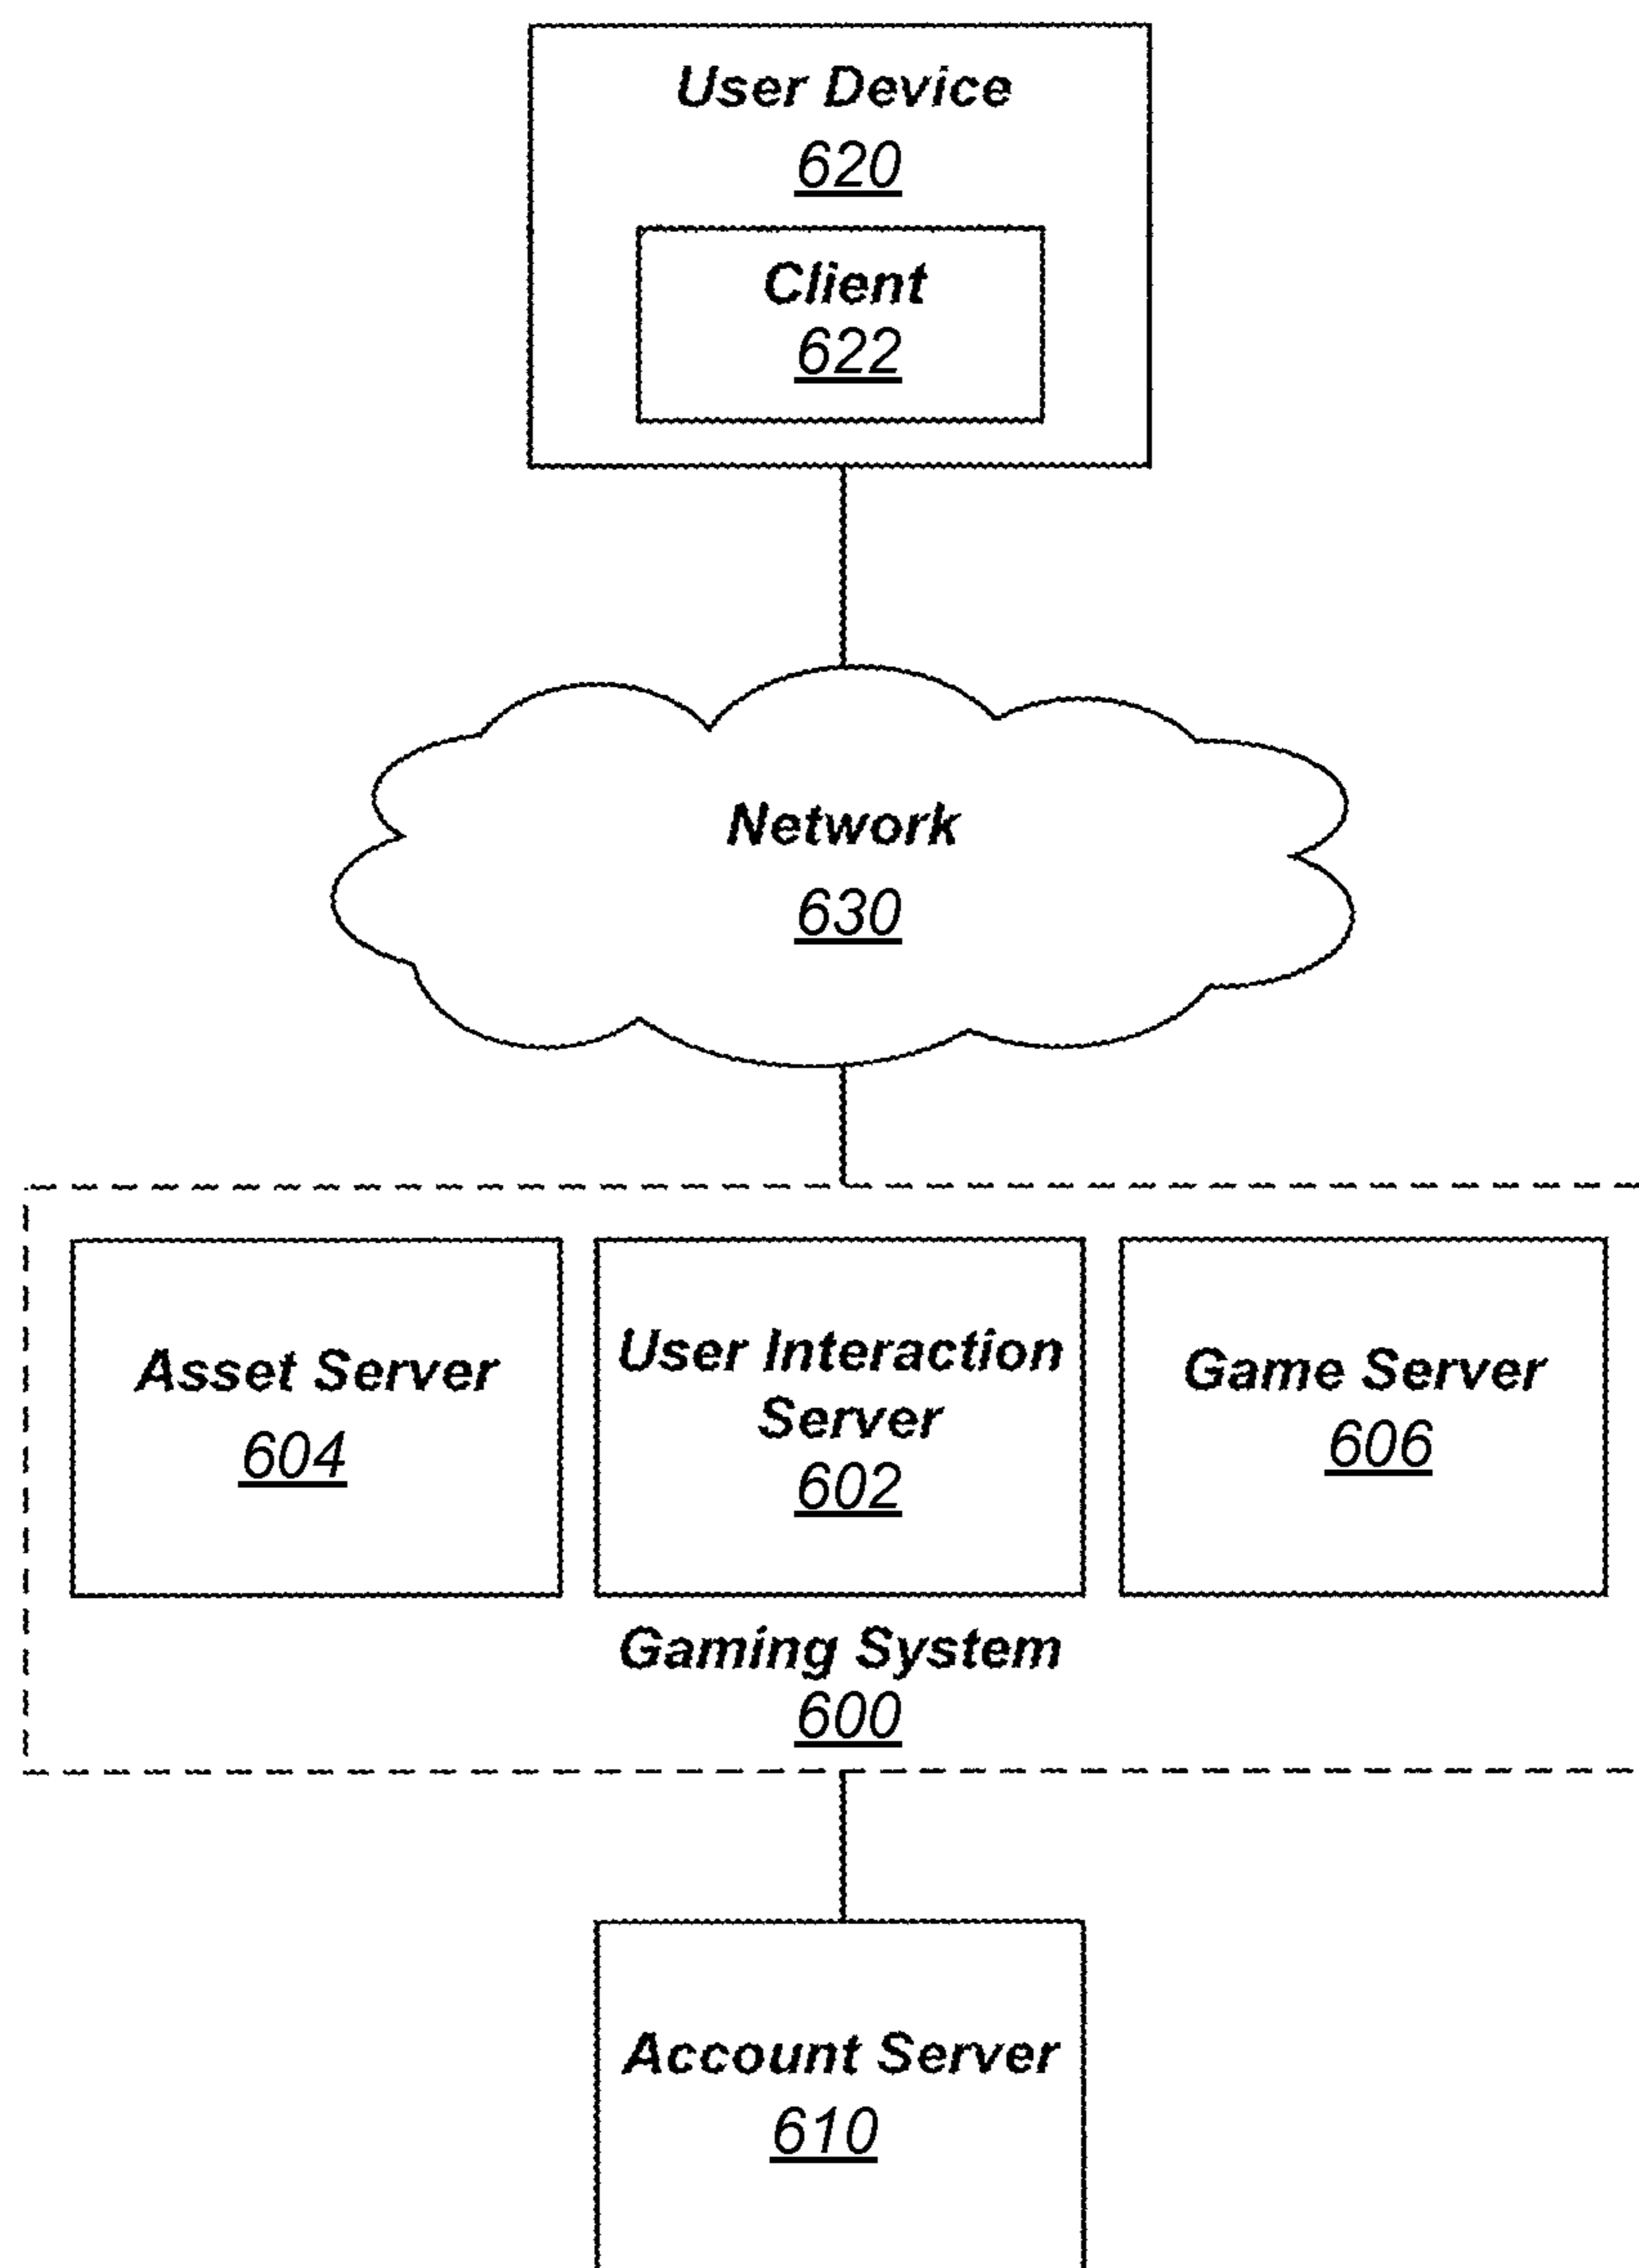 User Device
620
Client
622
Network
630
Asset Server
604
User Interaction
Server
602
Game Server
606
Gaming System
600
Account Server
610